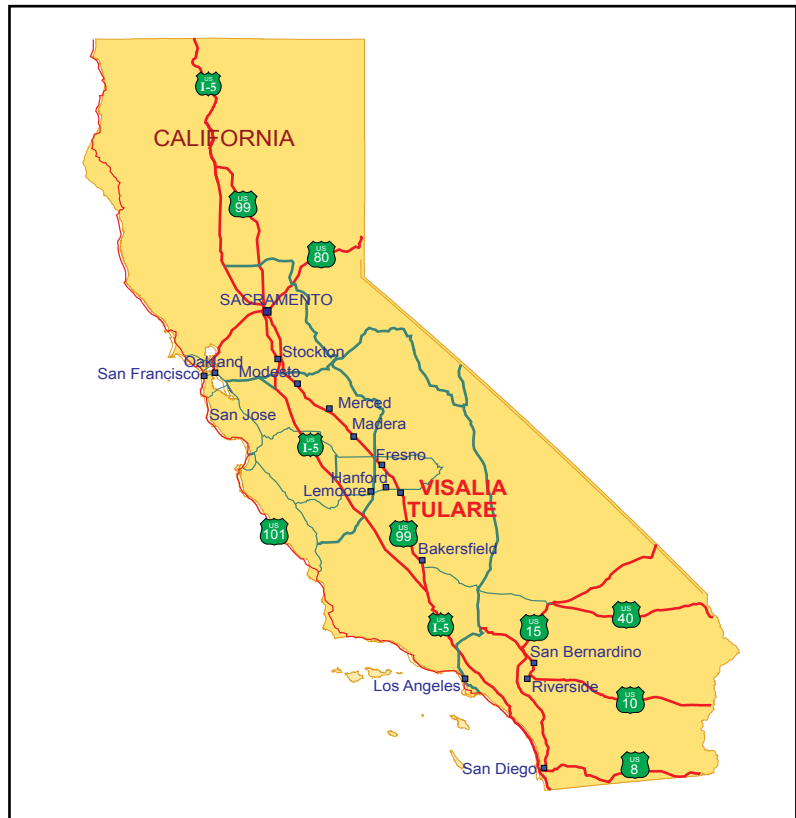 US
I-5
CALIFORNIA
US
99
US
80
SACRAMENTO
Stockton
Oakland
San Francisco
Modesto
Merced
San Jose
Madera
US
I-5
Fresno
Hanford
Lemoore
VISALIA
TULARE
US
101
US
99
Bakersfield
US
I-5
US
15
US
40
San Bernardino
Los Angeles
Riverside
US
10
San Diego
US
8